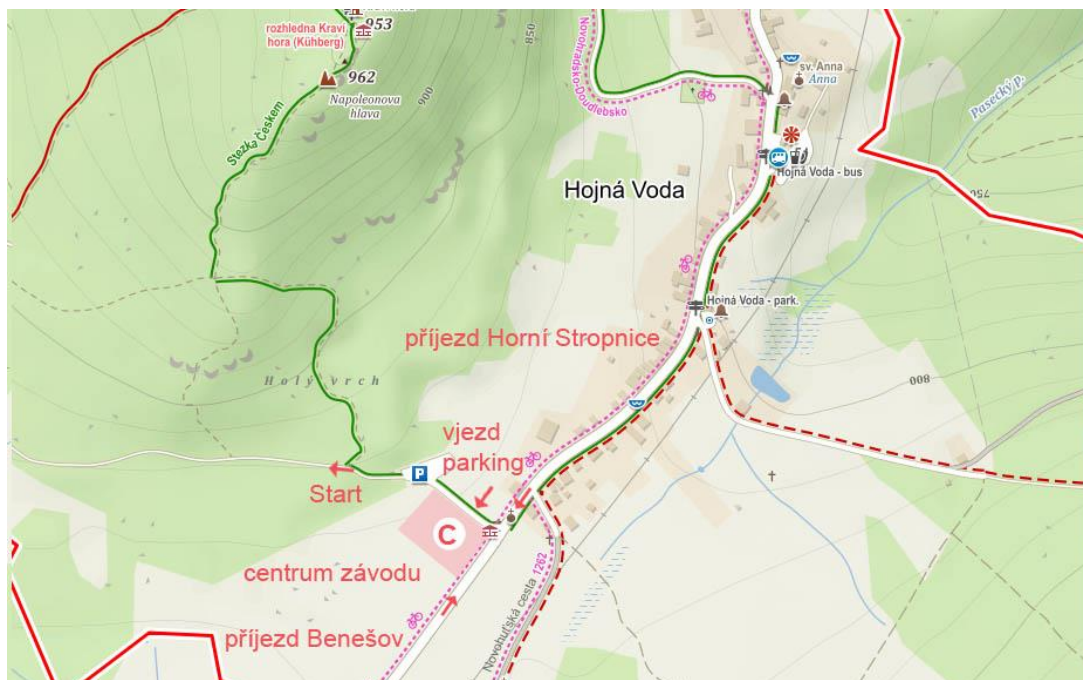 953
rozhledna Kraví
hora (Kühberg)
962
Napoleonova
hlava
900
850
Stezka Českem
Novohradsko-Doudlebsko
sv. Anna
Anna
Pasecký p.
Hojná Voda - bus
Hojná Voda
750
Hojná Voda - park.
příjezd Horní Stropnice
800
Holý vrch
vjezd
parking
P
Start
C
centrum závodu
1262
Novohuťská cesta
příjezd Benešov